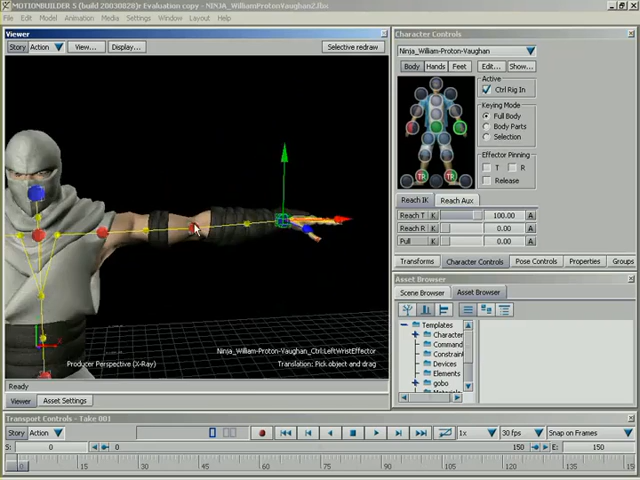 MOTIONBUILDER 5 (build 20030828) Evaluation copy - NINJA_WilliamProtonVaughan2.fbx
File Edit Model Animation Media Settings Window Layout Help
Viewer
Character Controls
Story Action View... Display... Selective redraw
Ninja_William-Proton-Vaughan
Body Hands Feet Edit... Show...
Active
Ctrl Rig In
Keying Mode
Full Body
Body Parts
Selection
Effector Pinning
T R
Release
TR TR
Reach IK Reach Aux
Reach T 100.00 A
Reach R 0.00 A
Pull 0.00 A
Transforms Character Controls Pose Controls Properties Groups
Asset Browser
Scene Browser Asset Browser
Templates
Character
Command
Constraint
Devices
Elements
gobo
Producer Perspective (X-Ray)
Ninja_William-Proton-Vaughan_Ctrl:LeftWristEffector
Translation: Pick object and drag
Ready
Viewer Asset Settings
Transport Controls - Take 001
Story Action 1x 30 fps Snap on Frames
S: 0 0 150 E: 150
0 15 30 45 60 75 90 105 120 135